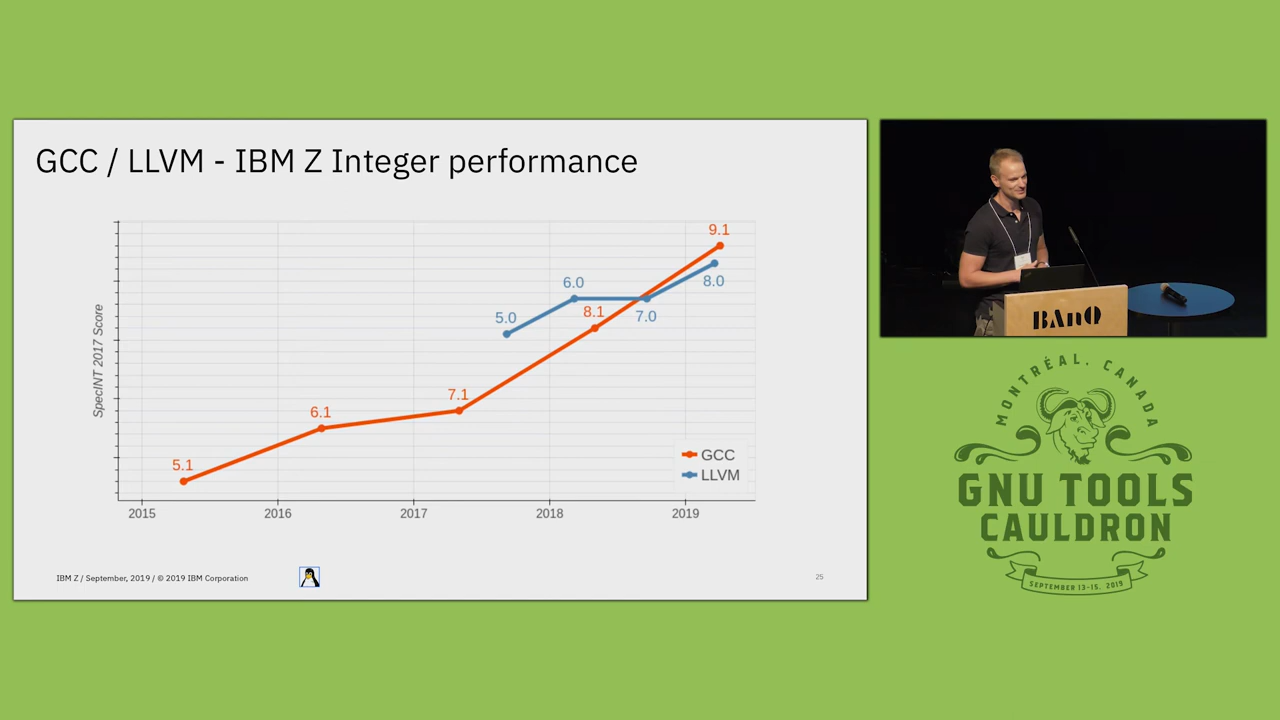 GCC / LLVM - IBM Z Integer performance
SpecINT 2017 Score
5.1
6.1
7.1
8.1
9.1
5.0
6.0
7.0
8.0
GCC
LLVM
2015
2016
2017
2018
2019
IBM Z / September, 2019 / © 2019 IBM Corporation
25
BAnQ
MONTRÉAL, CANADA
GNU TOOLS
CAULDRON
SEPTEMBER 13-15, 2019